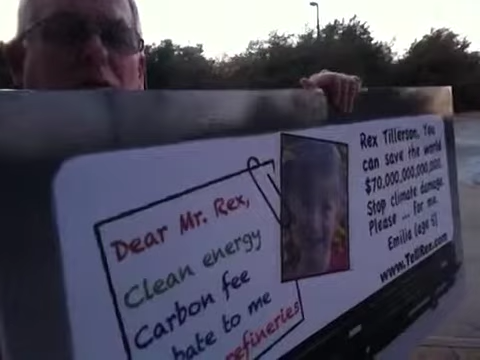 Dear Mr. Rex,
Clean energy
Carbon fee
bate to me
refineries
Rex Tillerson, You
can save the world
$70,000,000,000,000.
Stop climate damage.
Please ... for me.
Emilia (age 5)
www.TellRex.com